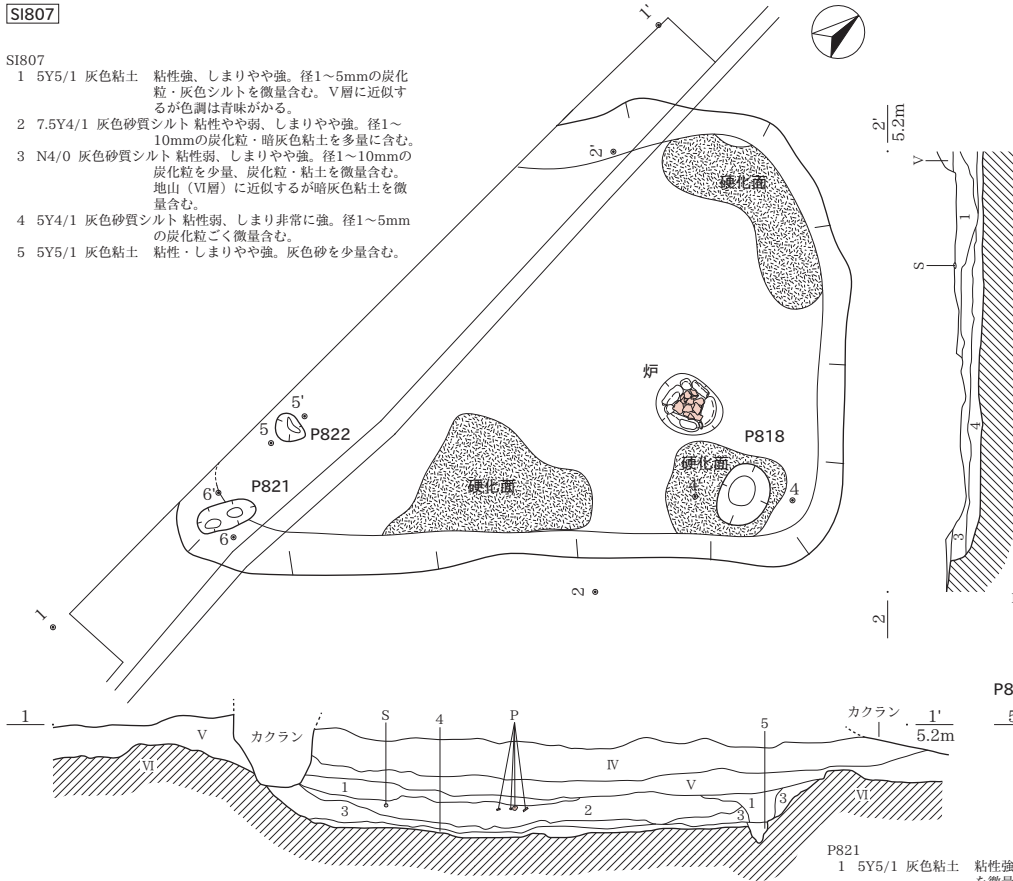 SI807
SI807
1 5Y5/1 灰色粘土 粘性強、しまりやや強。径1～5mmの炭化
粒・灰色シルトを微量含む。Ⅴ層に近似す
るが色調は青味がかる。
2 7.5Y4/1 灰色砂質シルト 粘性やや弱、しまりやや強。径1～
10mmの炭化粒・暗灰色粘土を多量に含む。
3 N4/0 灰色砂質シルト 粘性弱、しまりやや強。径1～10mmの
炭化粒を少量、炭化粒・粘土を微量含む。
地山（Ⅵ層）に近似するが暗灰色粘土を微
量含む。
4 5Y4/1 灰色砂質シルト 粘性弱、しまり非常に強。径1～5mm
の炭化粒ごく微量含む。
5 5Y5/1 灰色粘土 粘性・しまりやや強。灰色砂を少量含む。
1'
2'
硬化面
2'
5.2m
V
1
S
4
3
2
炉
P818
硬化面
4'
4
5'
5
P822
6'
P821
6
硬化面
2
1
1
V
Ⅵ
カクラン
S
4
P
5
カクラン
1'
5.2m
Ⅳ
V
1
3
2
1
3
3
Ⅵ
P8
5
P821
1 5Y5/1 灰色粘土 粘性強